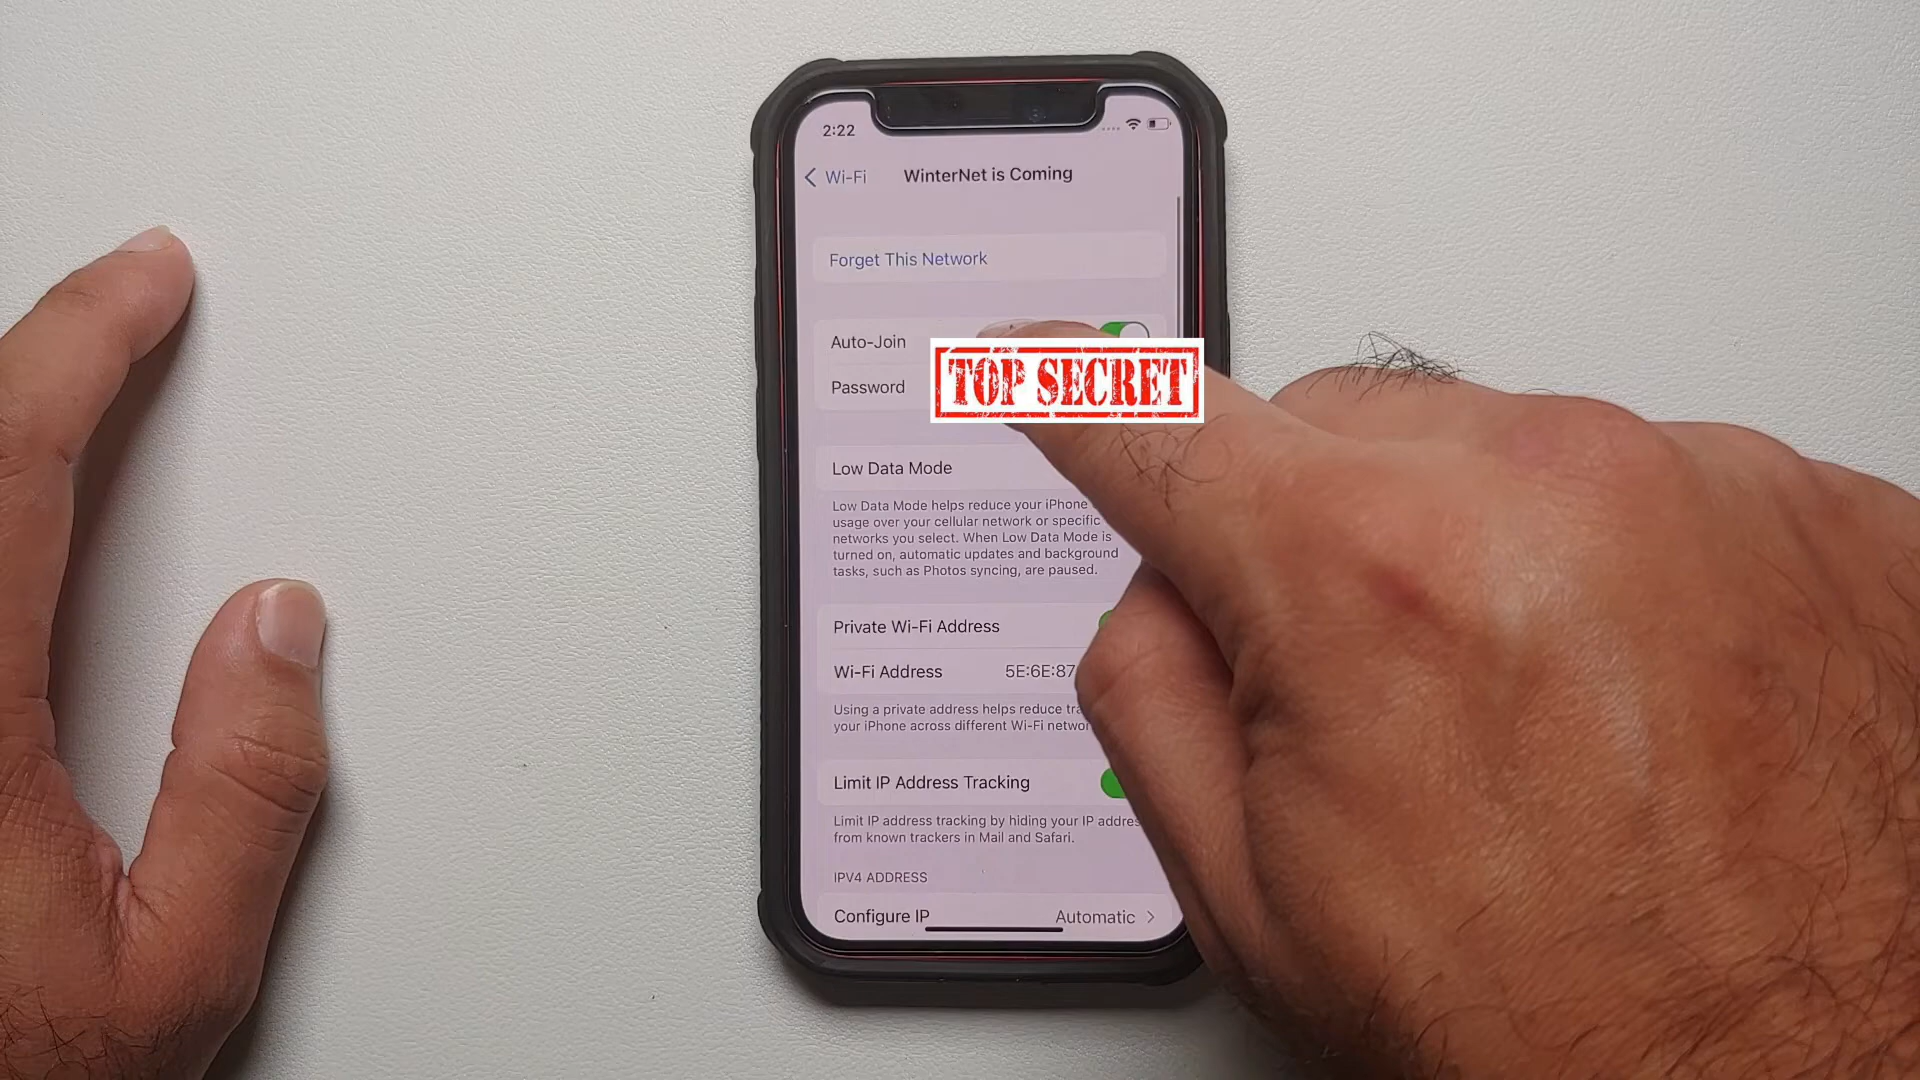 2:22
Wi-Fi
WinterNet is Coming
Forget This Network
Auto-Join
Password
TOP SECRET
Low Data Mode
Low Data Mode helps reduce your iPhone
usage over your cellular network or specific
networks you select. When Low Data Mode is
turned on, automatic updates and background
tasks, such as Photos syncing, are paused.
Private Wi-Fi Address
Wi-Fi Address 5E:6E:87
Using a private address helps reduce
your iPhone across different Wi-Fi
Limit IP Address Tracking
Limit IP address tracking by hiding your IP
from known trackers in Mail and Safari.
IPV4 ADDRESS
Configure IP Automatic